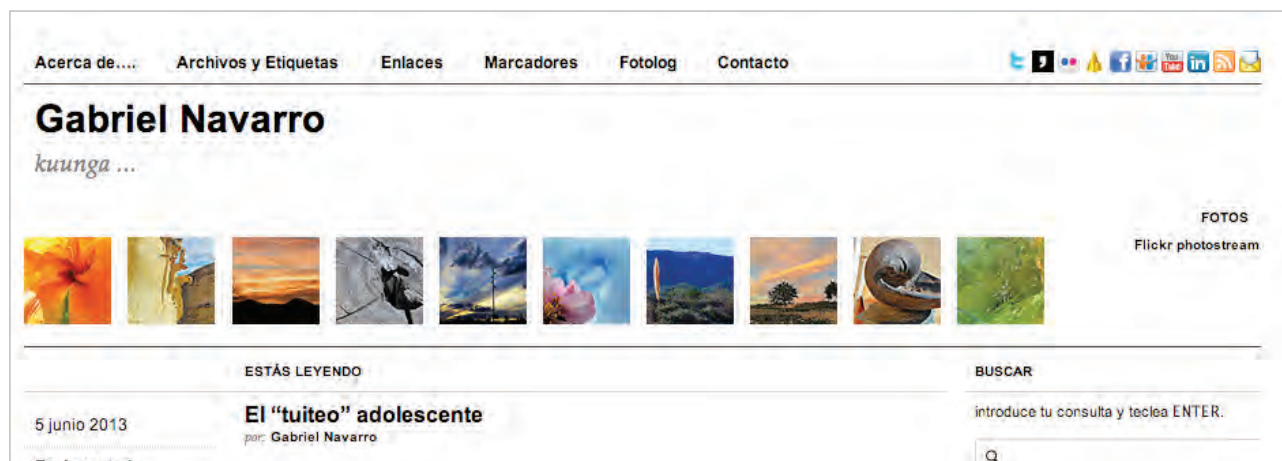 Acerca de.... Archivos y Etiquetas Enlaces Marcadores Fotolog Contacto
Gabriel Navarro
kuunga ...
FOTOS
Flickr photostream
ESTÁS LEYENDO
BUSCAR
El “tuiteo” adolescente
introduce tu consulta y teclea ENTER.
5 junio 2013
por: Gabriel Navarro